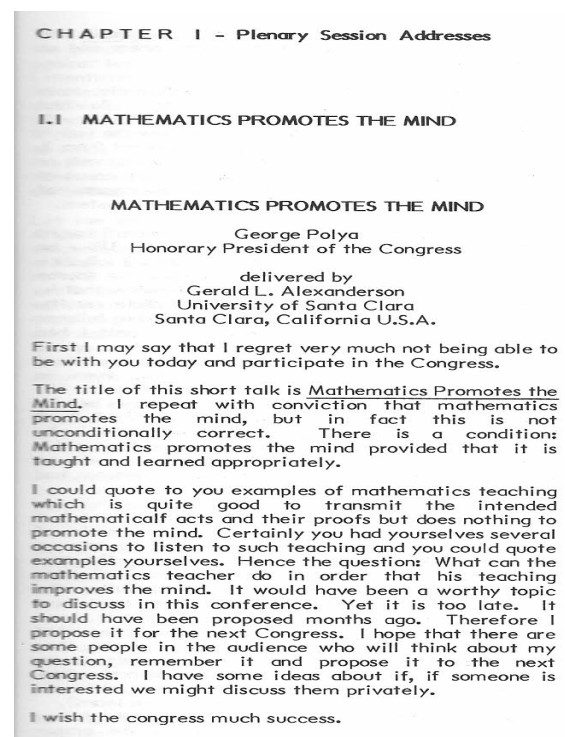 CHAPTER I - Plenary Session Addresses
I.I MATHEMATICS PROMOTES THE MIND
MATHEMATICS PROMOTES THE MIND
George Polya
Honorary President of the Congress
delivered by
Gerald L. Alexanderson
University of Santa Clara
Santa Clara, California U.S.A.
First I may say that I regret very much not being able to
be with you today and participate in the Congress.
The title of this short talk is Mathematics Promotes the
Mind. I repeat with conviction that mathematics
promotes the mind, but in fact this is not
unconditionally correct. There is a condition:
Mathematics promotes the mind provided that it is
taught and learned appropriately.
I could quote to you examples of mathematics teaching
which is quite good to transmit the intended
mathematicalf acts and their proofs but does nothing to
promote the mind. Certainly you had yourselves several
occasions to listen to such teaching and you could quote
examples yourselves. Hence the question: What can the
mathematics teacher do in order that his teaching
improves the mind. It would have been a worthy topic
to discuss in this conference. Yet it is too late. It
should have been proposed months ago. Therefore I
propose it for the next Congress. I hope that there are
some people in the audience who will think about my
question, remember it and propose it to the next
Congress. I have some ideas about if, if someone is
interested we might discuss them privately.
I wish the congress much success.